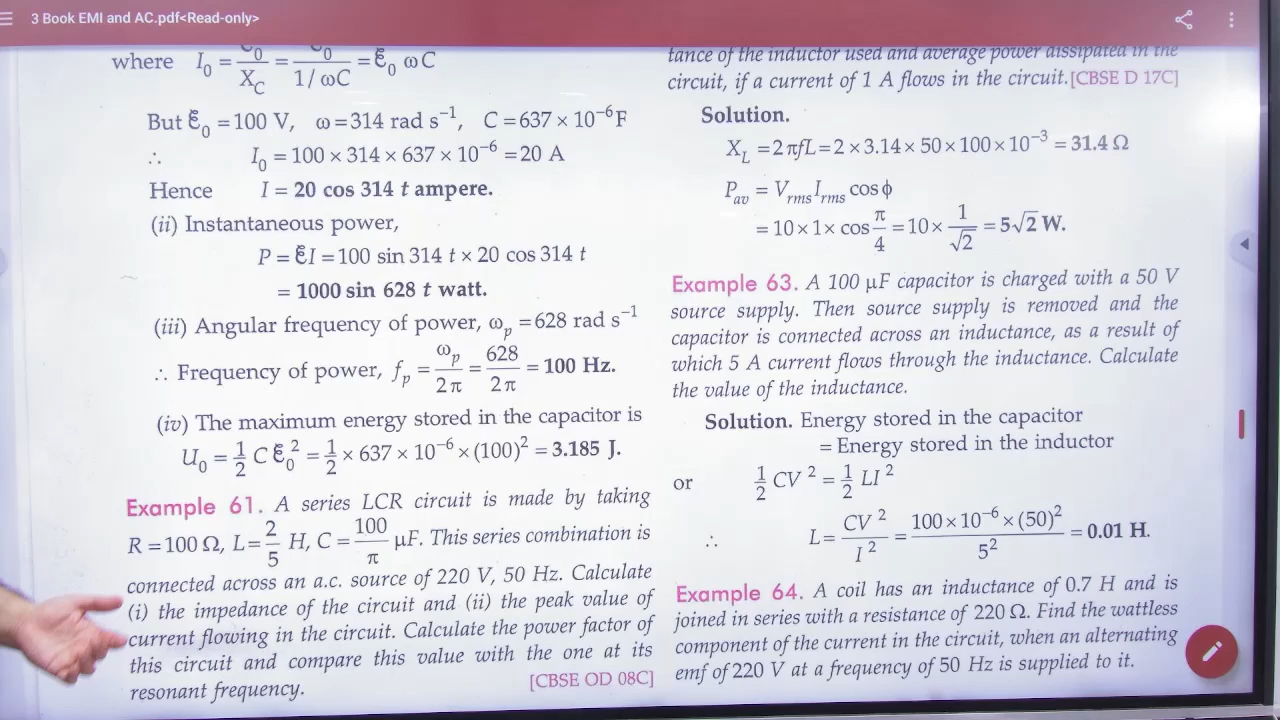 3 Book EMI and AC.pdf<Read-only>
where I₀ = ℰ₀/X_C = ℰ₀/(1/ωC) = ℰ₀ ωC
But ℰ₀ = 100 V, ω = 314 rad s⁻¹, C = 637 × 10⁻⁶ F
∴ I₀ = 100 × 314 × 637 × 10⁻⁶ = 20 A
Hence I = 20 cos 314 t ampere.
(ii) Instantaneous power,
P = ℰI = 100 sin 314 t × 20 cos 314 t
= 1000 sin 628 t watt.
(iii) Angular frequency of power, ω_p = 628 rad s⁻¹
∴ Frequency of power, f_p = ω_p/2π = 628/2π = 100 Hz.
(iv) The maximum energy stored in the capacitor is
U₀ = 1/2 C ℰ₀² = 1/2 × 637 × 10⁻⁶ × (100)² = 3.185 J.
Example 61. A series LCR circuit is made by taking
R = 100 Ω, L = 2/5 H, C = 100/π μF. This series combination is
connected across an a.c. source of 220 V, 50 Hz. Calculate
(i) the impedance of the circuit and (ii) the peak value of
current flowing in the circuit. Calculate the power factor of
this circuit and compare this value with the one at its
resonant frequency. [CBSE OD 08C]
tance of the inductor used and average power dissipated in the
circuit, if a current of 1 A flows in the circuit. [CBSE D 17C]
Solution.
X_L = 2πfL = 2 × 3.14 × 50 × 100 × 10⁻³ = 31.4 Ω
P_av = V_rms I_rms cos ϕ
= 10 × 1 × cos π/4 = 10 × 1/√2 = 5√2 W.
Example 63. A 100 μF capacitor is charged with a 50 V
source supply. Then source supply is removed and the
capacitor is connected across an inductance, as a result of
which 5 A current flows through the inductance. Calculate
the value of the inductance.
Solution. Energy stored in the capacitor
= Energy stored in the inductor
or 1/2 CV² = 1/2 LI²
∴ L = CV²/I² = 100 × 10⁻⁶ × (50)²/5² = 0.01 H.
Example 64. A coil has an inductance of 0.7 H and is
joined in series with a resistance of 220 Ω. Find the wattless
component of the current in the circuit, when an alternating
emf of 220 V at a frequency of 50 Hz is supplied to it.